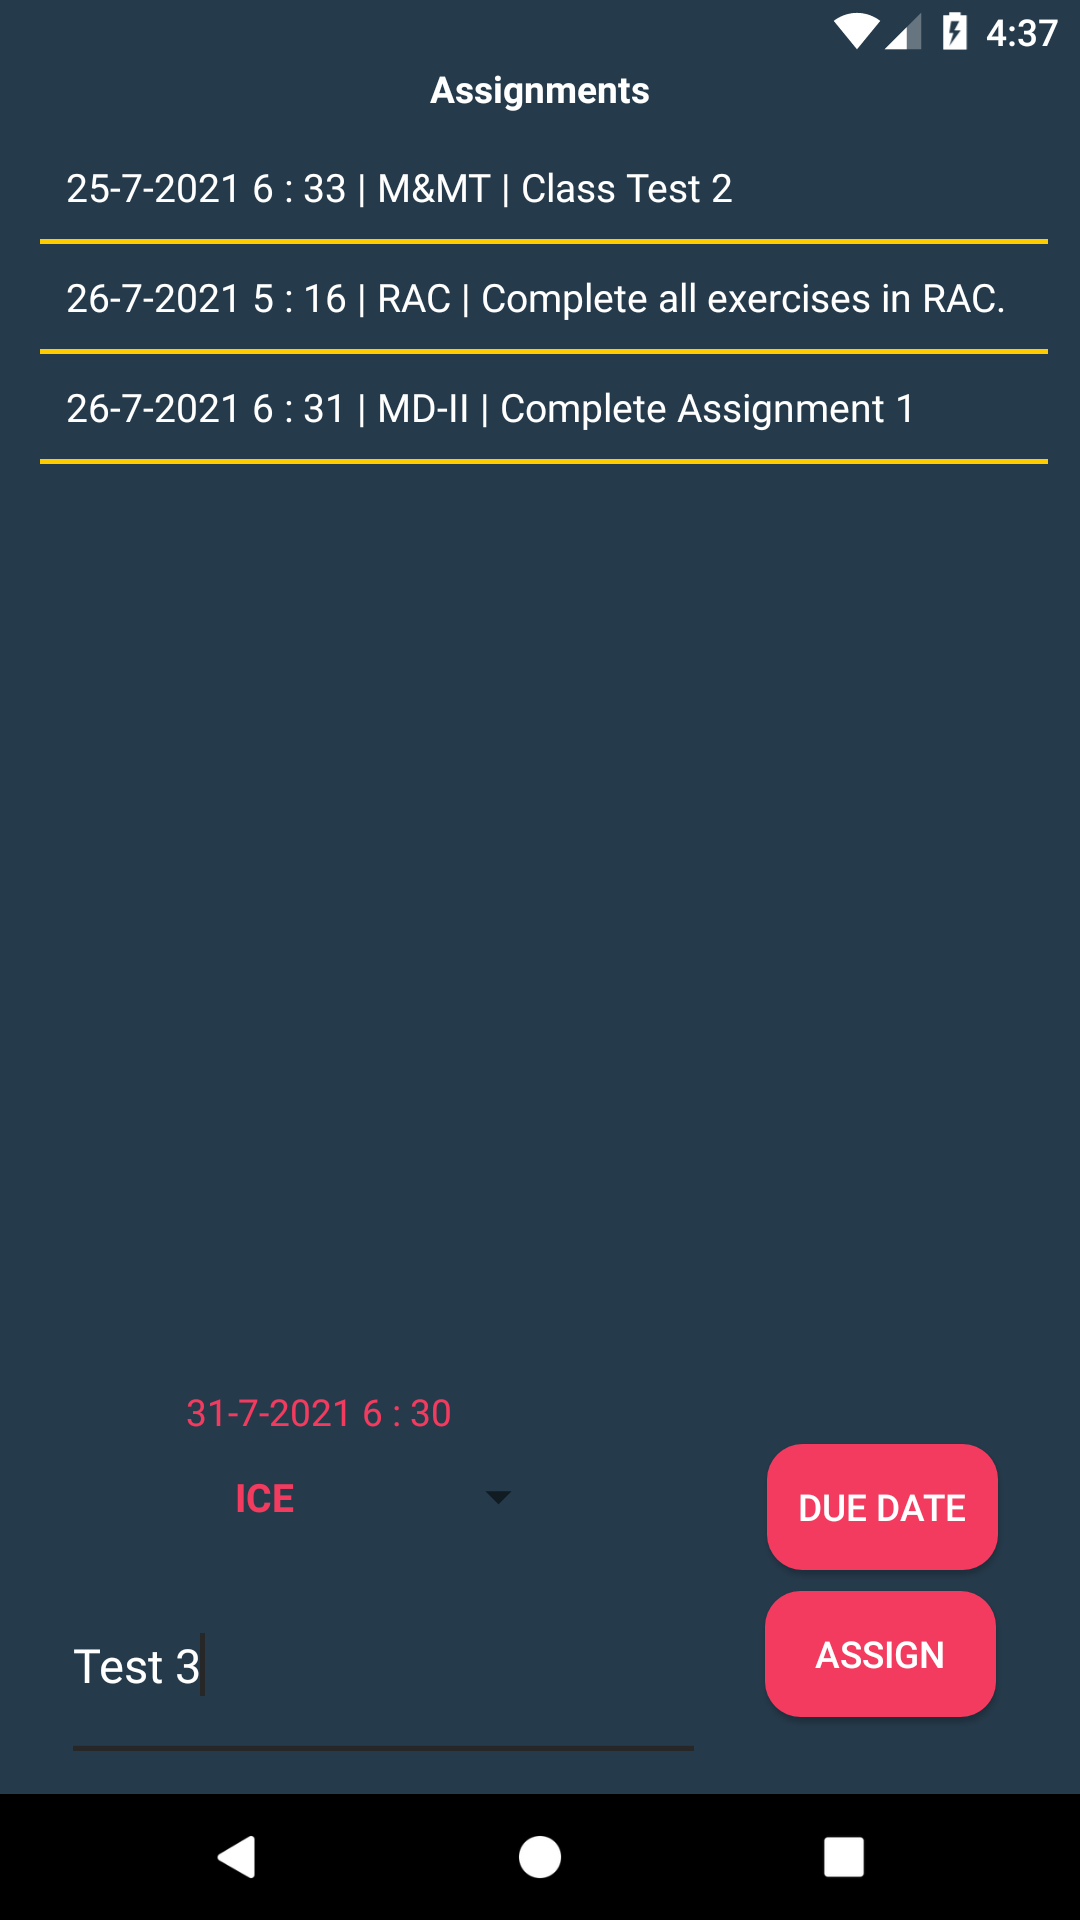 4:37
Assignments
25-7-2021 6 : 33 | M&MT | Class Test 2
26-7-2021 5 : 16 | RAC | Complete all exercises in RAC.
26-7-2021 6 : 31 | MD-II | Complete Assignment 1
31-7-2021 6 : 30
ICE
DUE DATE
Test 3
ASSIGN